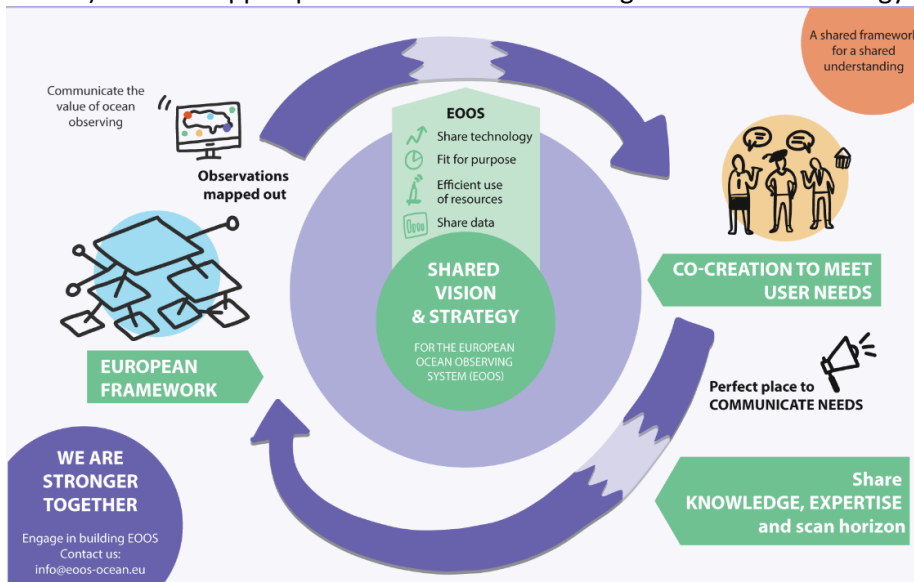 A shared framework
for a shared
understanding
Communicate the
value of ocean
observing
Observations
mapped out
EOOS
Share technology
Fit for purpose
Efficient use
of resources
Share data
SHARED
VISION
& STRATEGY
FOR THE EUROPEAN
OCEAN OBSERVING
SYSTEM (EOOS)
CO-CREATION TO MEET
USER NEEDS
EUROPEAN
FRAMEWORK
Perfect place to
COMMUNICATE NEEDS
WE ARE
STRONGER
TOGETHER
Engage in building EOOS
Contact us:
info@eoos-ocean.eu
Share
KNOWLEDGE, EXPERTISE
and scan horizon